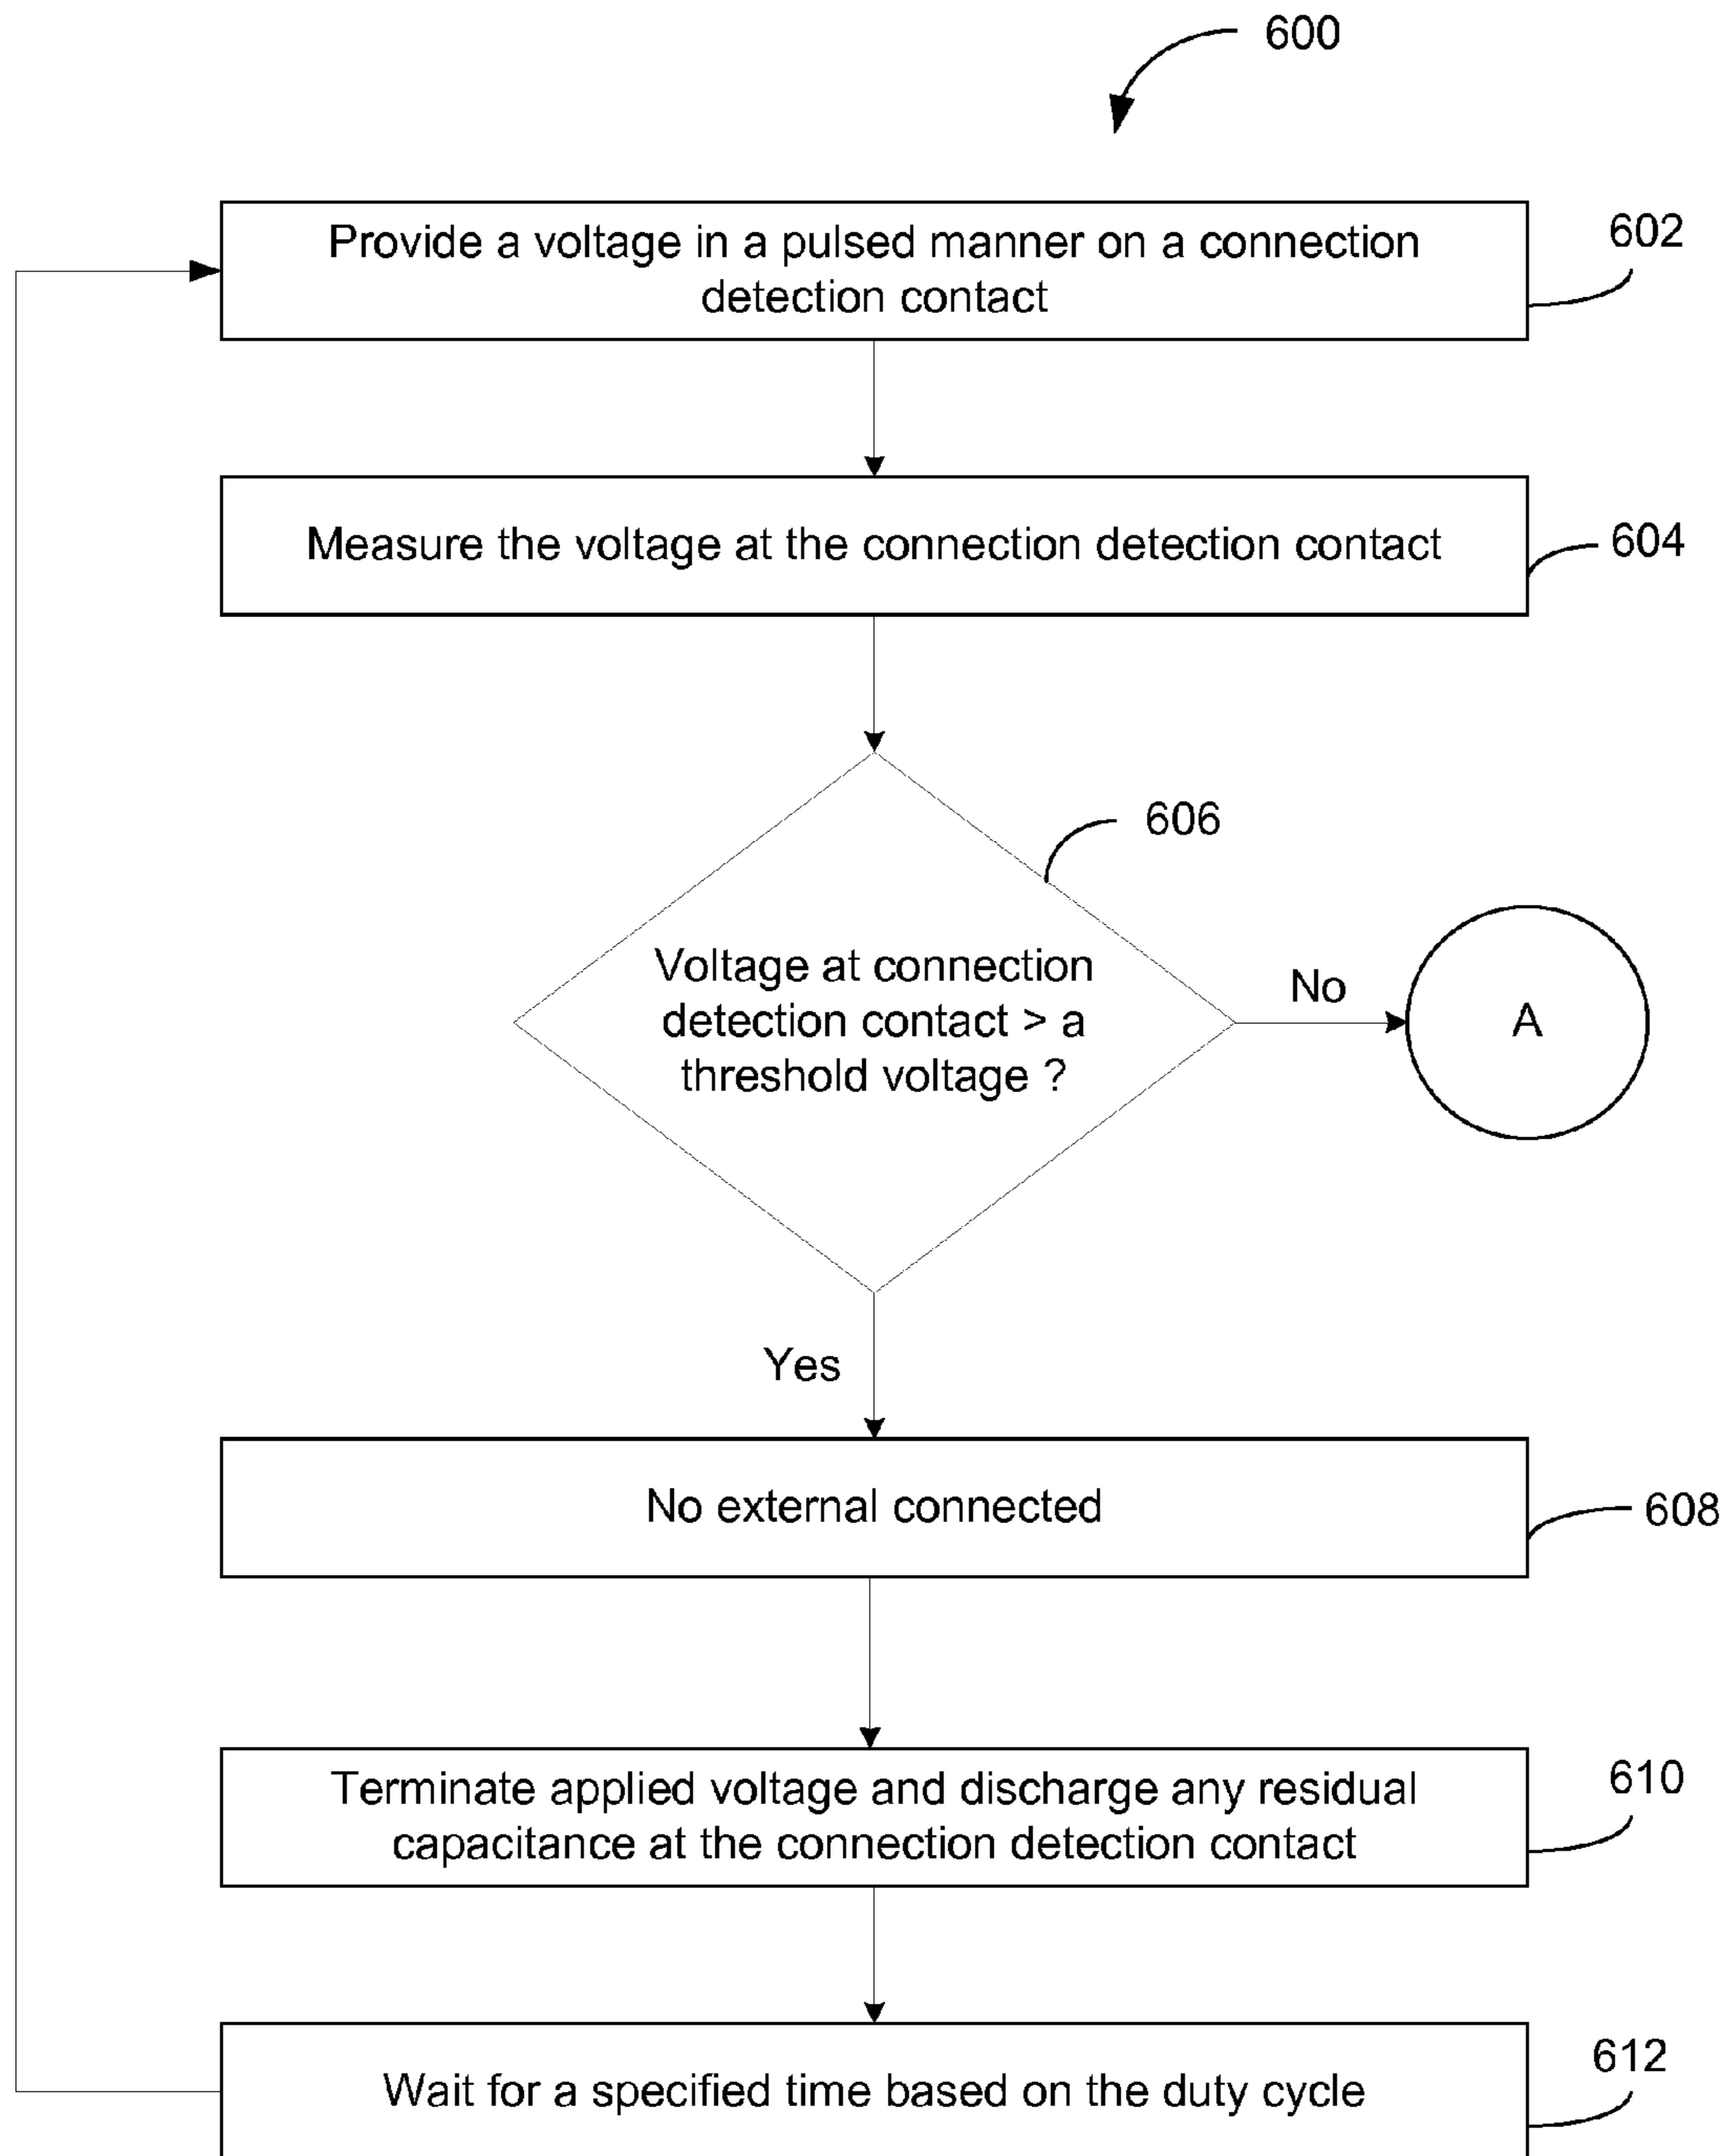 600
Provide a voltage in a pulsed manner on a connection
detection contact
602
Measure the voltage at the connection detection contact
604
606
Voltage at connection
detection contact > a
threshold voltage ?
No
A
Yes
No external connected
608
Terminate applied voltage and discharge any residual
capacitance at the connection detection contact
610
Wait for a specified time based on the duty cycle
612